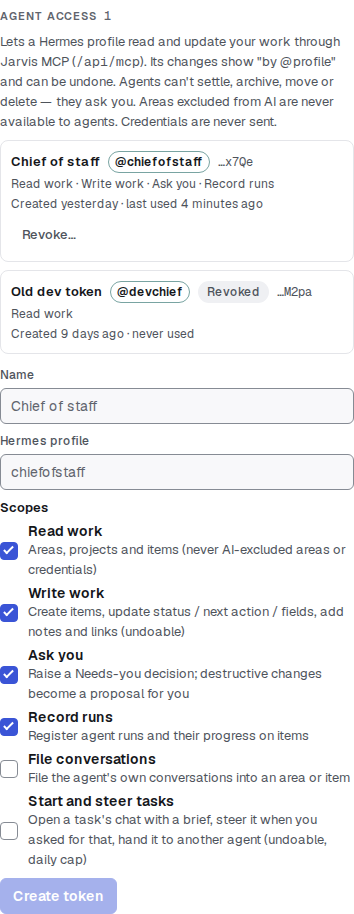 AGENT ACCESS 1
Lets a Hermes profile read and update your work through
Jarvis MCP (/api/mcp). Its changes show "by @profile"
and can be undone. Agents can't settle, archive, move or
delete — they ask you. Areas excluded from AI are never
available to agents. Credentials are never sent.
Chief of staff @chiefofstaff …x7Qe
Read work · Write work · Ask you · Record runs
Created yesterday · last used 4 minutes ago
Revoke…
Old dev token @devchief Revoked …M2pa
Read work
Created 9 days ago · never used
Name
Chief of staff
Hermes profile
chiefofstaff
Scopes
Read work
Areas, projects and items (never AI-excluded areas or
credentials)
Write work
Create items, update status / next action / fields, add
notes and links (undoable)
Ask you
Raise a Needs-you decision; destructive changes
become a proposal for you
Record runs
Register agent runs and their progress on items
File conversations
File the agent's own conversations into an area or item
Start and steer tasks
Open a task's chat with a brief, steer it when you
asked for that, hand it to another agent (undoable,
daily cap)
Create token